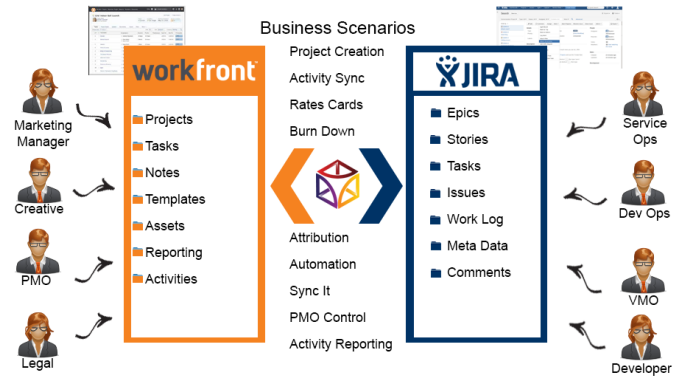 Business Scenarios
Project Creation
Activity Sync
Rates Cards
Burn Down
Attribution
Automation
Sync It
PMO Control
Activity Reporting
workfront
Projects
Tasks
Notes
Templates
Assets
Reporting
Activities
JIRA
Epics
Stories
Tasks
Issues
Work Log
Meta Data
Comments
Marketing
Manager
Creative
PMO
Legal
Service
Ops
Dev Ops
VMO
Developer